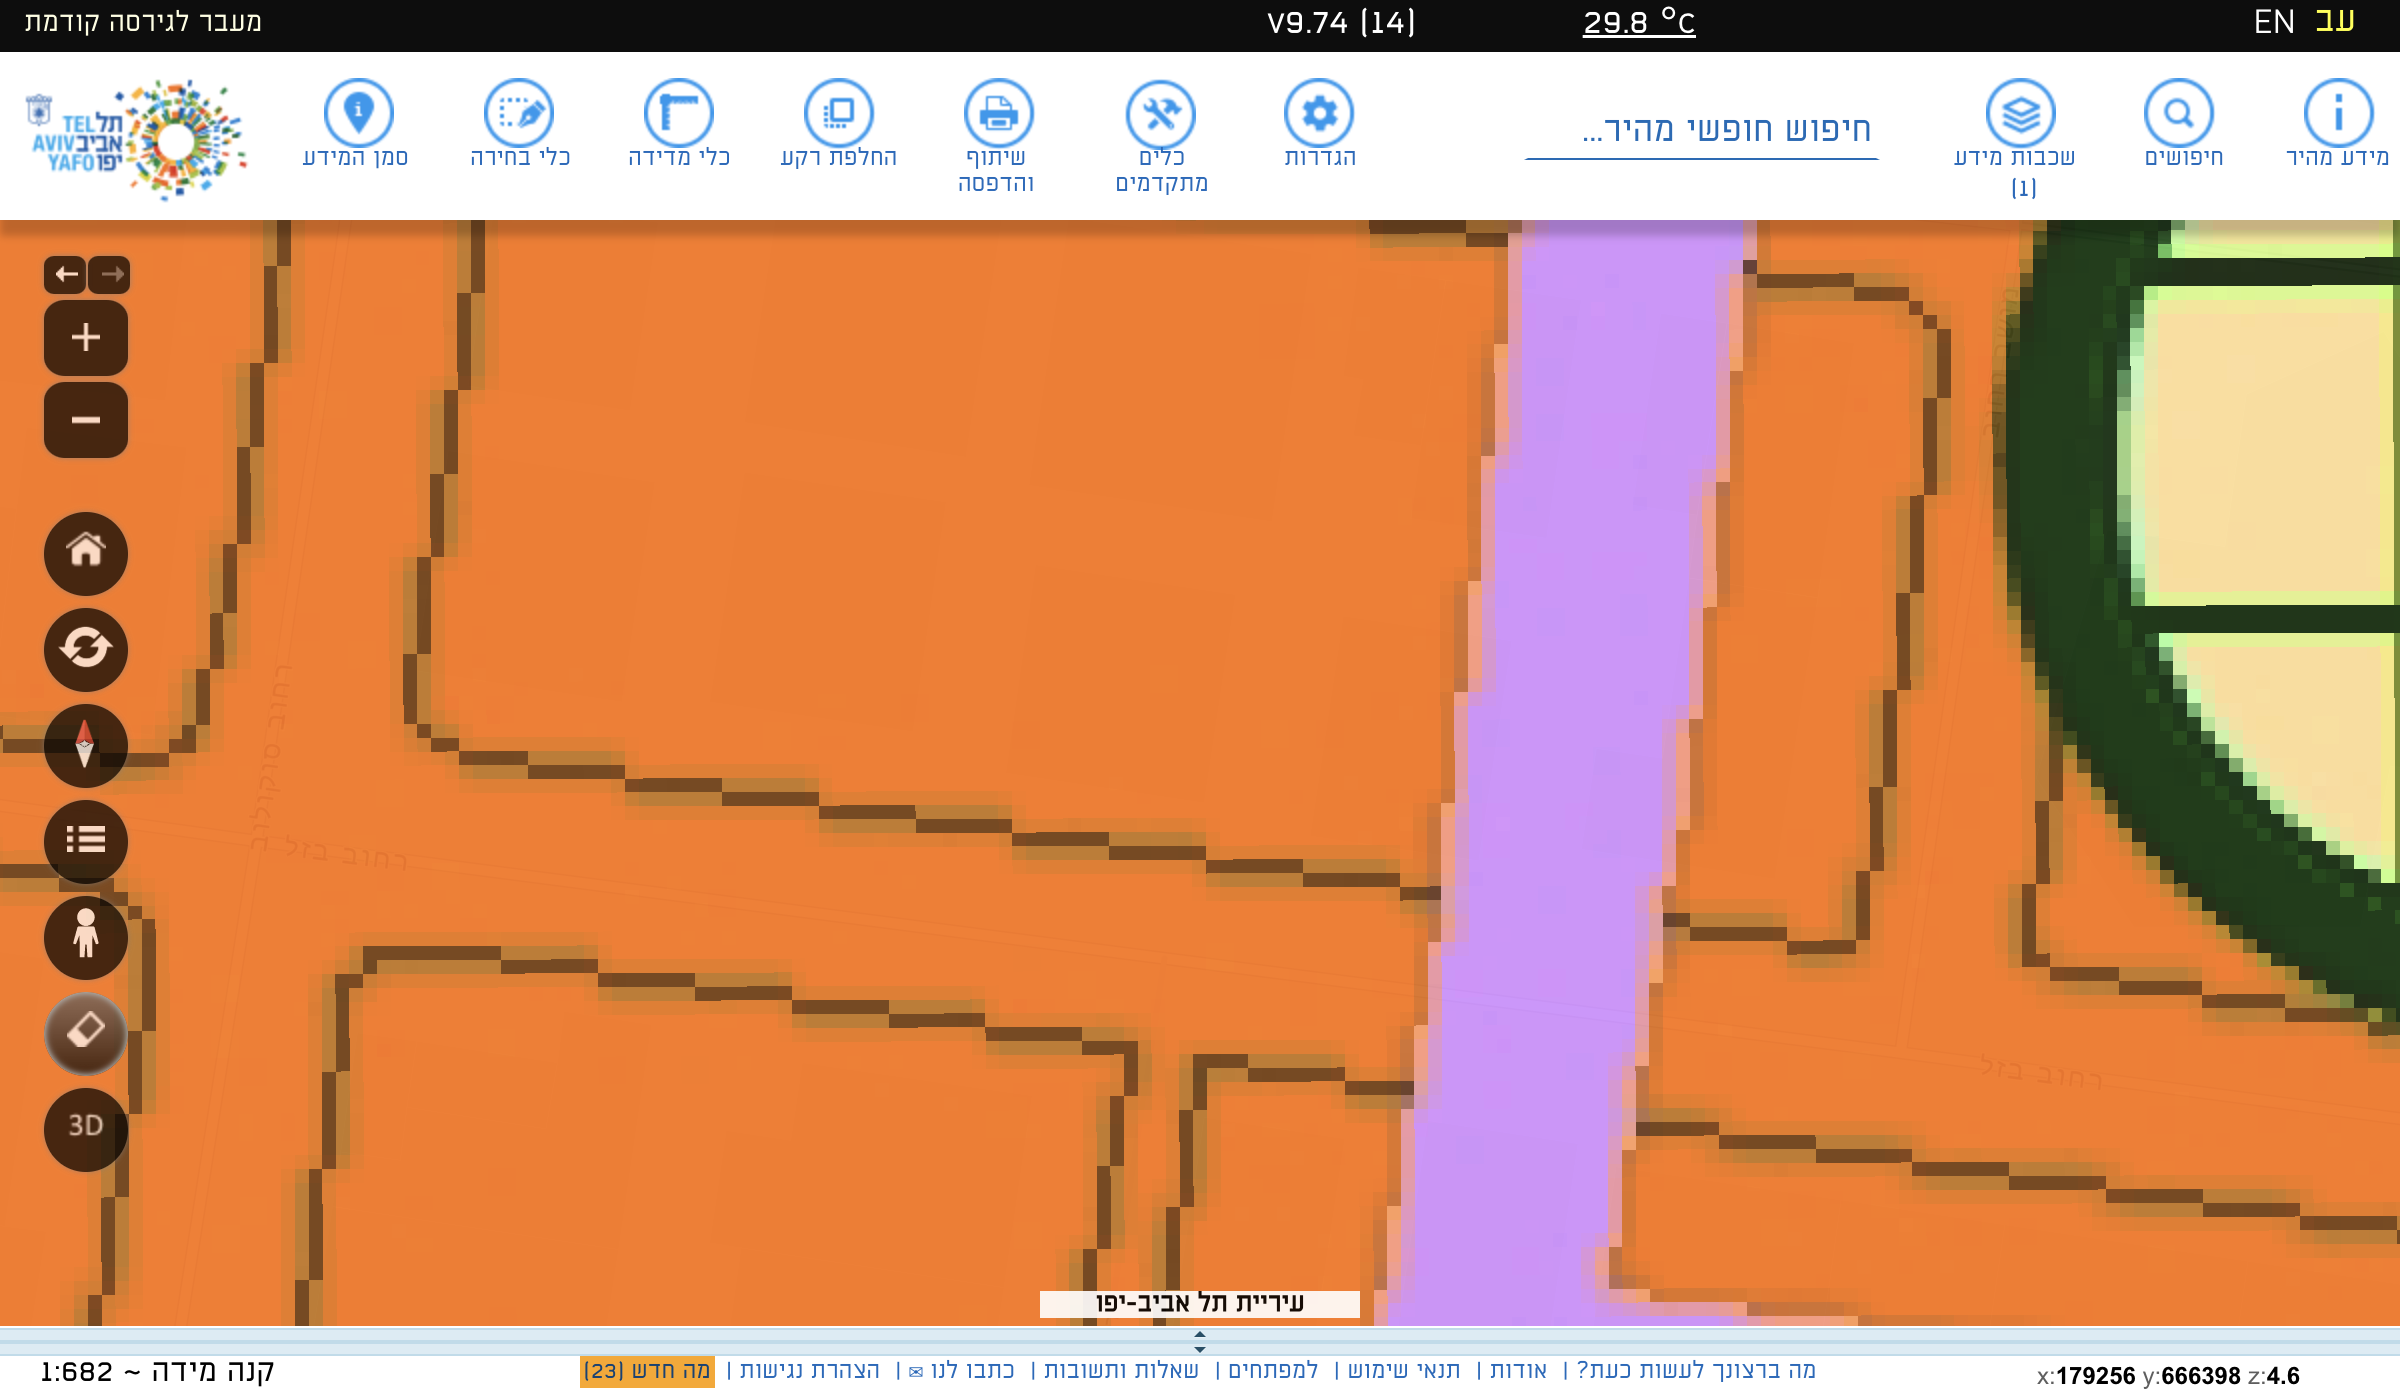 עב EN
29.8 °C
V9.74 (14)
מעבר לגירסה קודמת
מידע מהיר
חיפושים
שכבות מידע
(1)
חיפוש חופשי מהיר...
הגדרות
כלים
מתקדמים
שיתוף
והדפסה
החלפת רקע
כלי מדידה
כלי בחירה
סמן המידע
תל TEL
אביב AVIV
יפו YAFO
רחוב סוקולוב
רחוב בזל
רחוב בזל
3D
עיריית תל אביב-יפו
מה ברצונך לעשות כעת? | אודות | תנאי שימוש | למפתחים | שאלות ותשובות | כתבו לנו ✉ | הצהרת נגישות | מה חדש (23)
קנה מידה ~ 1:682
x:179256 y:666398 z:4.6